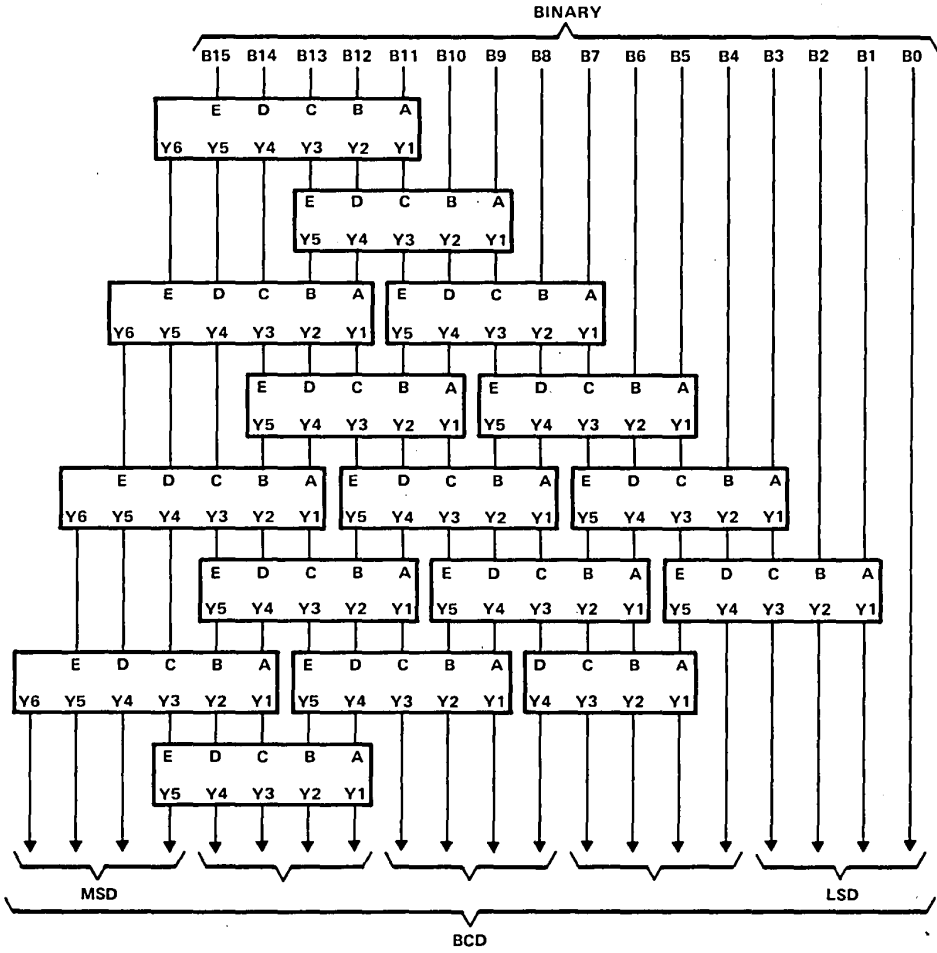 BINARY
B15 B14 B13 B12 B11 B10 B9 B8 B7 B6 B5 B4 B3 B2 B1 B0
E D C B A
Y6 Y5 Y4 Y3 Y2 Y1
E D C B A
Y5 Y4 Y3 Y2 Y1
E D C B A E D C B A
Y6 Y5 Y4 Y3 Y2 Y1 Y5 Y4 Y3 Y2 Y1
E D C B A E D C B A
Y5 Y4 Y3 Y2 Y1 Y5 Y4 Y3 Y2 Y1
E D C B A E D C B A E D C B A
Y6 Y5 Y4 Y3 Y2 Y1 Y5 Y4 Y3 Y2 Y1 Y5 Y4 Y3 Y2 Y1
E D C B A E D C B A E D C B A
Y5 Y4 Y3 Y2 Y1 Y5 Y4 Y3 Y2 Y1 Y5 Y4 Y3 Y2 Y1
E D C B A E D C B A D C B A
Y6 Y5 Y4 Y3 Y2 Y1 Y5 Y4 Y3 Y2 Y1 Y4 Y3 Y2 Y1
E D C B A
Y5 Y4 Y3 Y2 Y1
MSD LSD
BCD